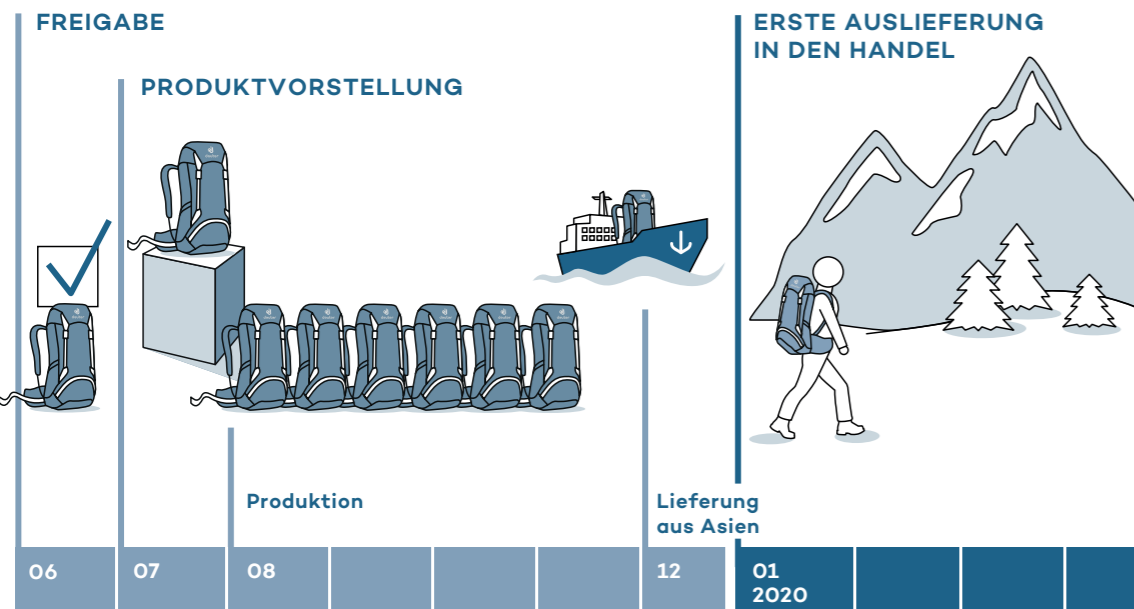 FREIGABE
PRODUKTVORSTELLUNG
ERSTE AUSLIEFERUNG
IN DEN HANDEL
Produktion
Lieferung
aus Asien
06
07
08
12
01
2020